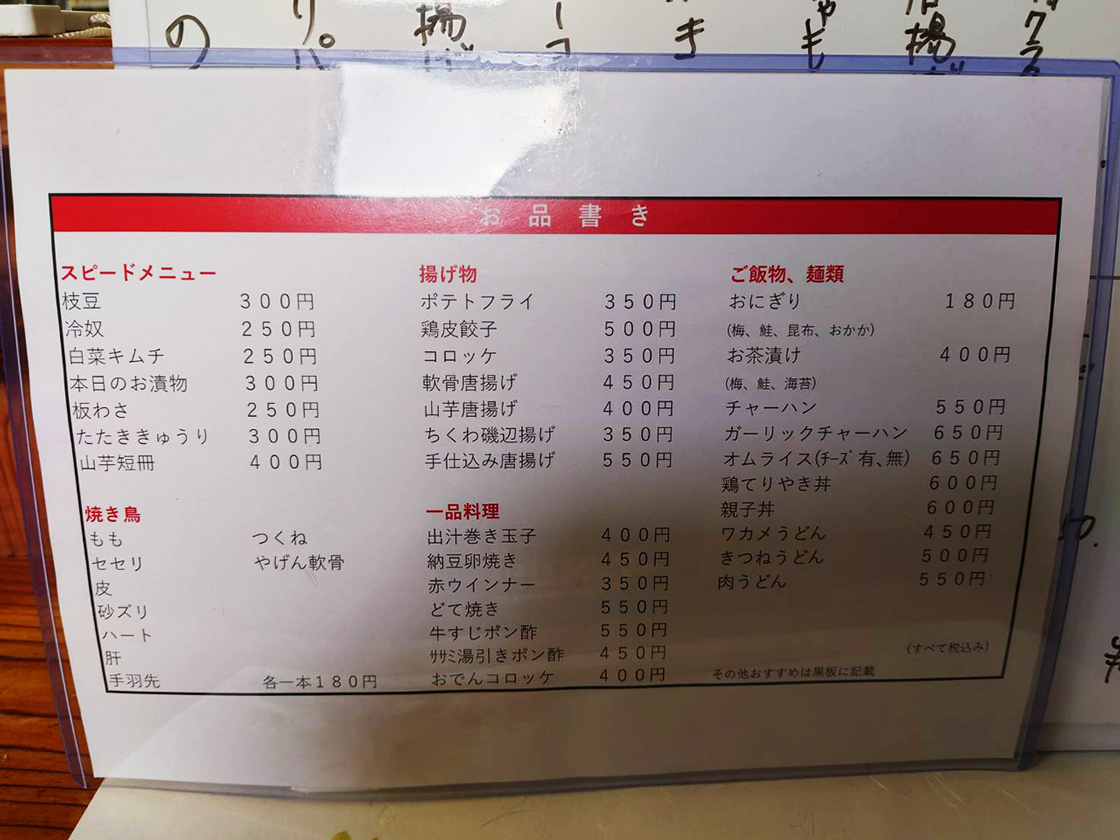 お品書き
スピードメニュー
枝豆 300円
冷奴 250円
白菜キムチ 250円
本日のお漬物 300円
板わさ 250円
たたききゅうり 300円
山芋短冊 400円
焼き鳥
もも つくね
セセリ やげん軟骨
皮
砂ズリ
ハート
肝
手羽先 各一本180円
揚げ物
ポテトフライ 350円
鶏皮餃子 500円
コロッケ 350円
軟骨唐揚げ 450円
山芋唐揚げ 400円
ちくわ磯辺揚げ 350円
手仕込み唐揚げ 550円
一品料理
出汁巻き玉子 400円
納豆卵焼き 450円
赤ウインナー 350円
どて焼き 550円
牛すじポン酢 550円
ササミ湯引きポン酢 450円
おでんコロッケ 400円
ご飯物、麺類
おにぎり 180円
(梅、鮭、昆布、おかか)
お茶漬け 400円
(梅、鮭、海苔)
チャーハン 550円
ガーリックチャーハン 650円
オムライス(チーズ有、無) 650円
鶏てりやき丼 600円
親子丼 600円
ワカメうどん 450円
きつねうどん 500円
肉うどん 550円
(すべて税込み)
その他おすすめは黒板に記載